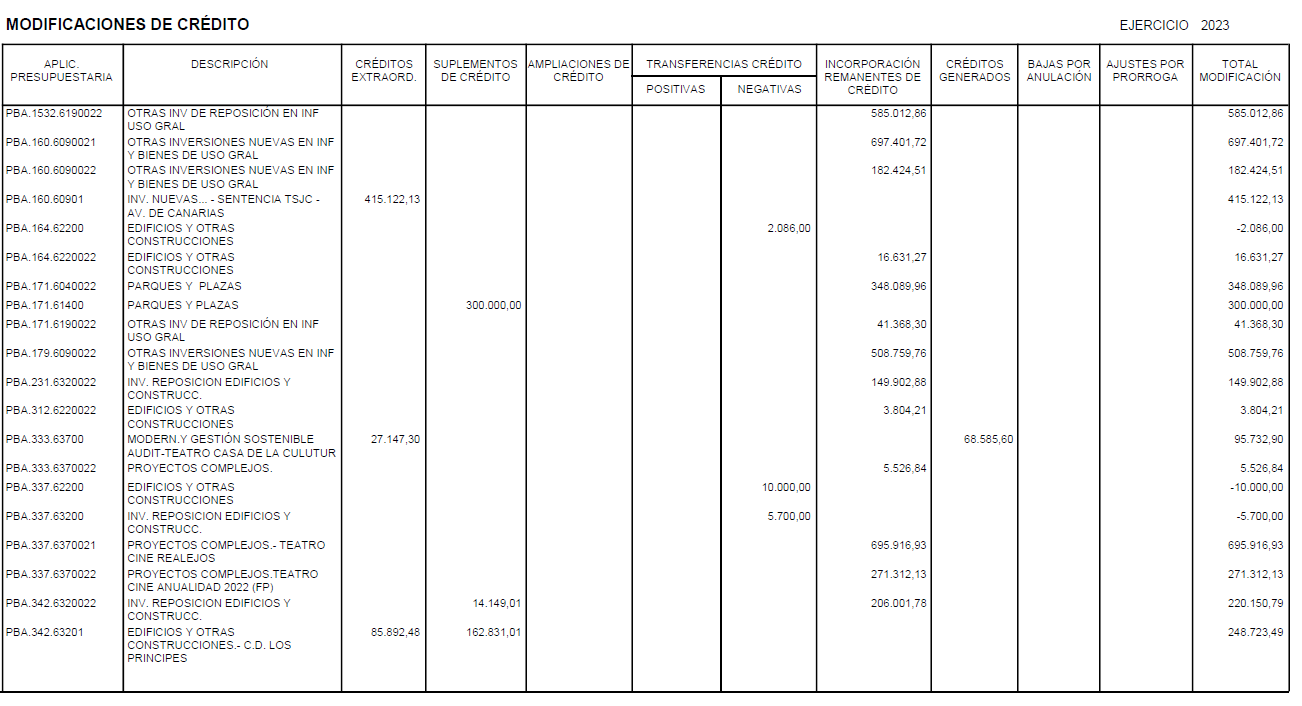 MODIFICACIONES DE CRÉDITO
EJERCICIO 2023
APLIC. PRESUPUESTARIA DESCRIPCIÓN CRÉDITOS EXTRAORD. SUPLEMENTOS DE CRÉDITO AMPLIACIONES DE CRÉDITO TRANSFERENCIAS CRÉDITO POSITIVAS NEGATIVAS INCORPORACIÓN REMANENTES DE CRÉDITO CRÉDITOS GENERADOS BAJAS POR ANULACIÓN AJUSTES POR PRORROGA TOTAL MODIFICACIÓN
PBA.1532.6190022 OTRAS INV DE REPOSICIÓN EN INF 585.012,86 585.012,86
USO GRAL
PBA.160.6090021 OTRAS INVERSIONES NUEVAS EN INF 697.401,72 697.401,72
Y BIENES DE USO GRAL
PBA.160.6090022 OTRAS INVERSIONES NUEVAS EN INF 182.424,51 182.424,51
Y BIENES DE USO GRAL
PBA.160.60901 INV. NUEVAS... - SENTENCIA TSJC - 415.122,13 415.122,13
AV. DE CANARIAS
PBA.164.62200 EDIFICIOS Y OTRAS 2.086,00 -2.086,00
CONSTRUCCIONES
PBA.164.6220022 EDIFICIOS Y OTRAS 16.631,27 16.631,27
CONSTRUCCIONES
PBA.171.6040022 PARQUES Y  PLAZAS 348.089,96 348.089,96
PBA.171.61400 PARQUES Y PLAZAS 300.000,00 300.000,00
PBA.171.6190022 OTRAS INV DE REPOSICIÓN EN INF 41.368,30 41.368,30
USO GRAL
PBA.179.6090022 OTRAS INVERSIONES NUEVAS EN INF 508.759,76 508.759,76
Y BIENES DE USO GRAL
PBA.231.6320022 INV. REPOSICION EDIFICIOS Y 149.902,88 149.902,88
CONSTRUCC.
PBA.312.6220022 EDIFICIOS Y OTRAS 3.804,21 3.804,21
CONSTRUCCIONES
PBA.333.63700 MODERN.Y GESTIÓN SOSTENIBLE 27.147,30 68.585,60 95.732,90
AUDIT-TEATRO CASA DE LA CULUTUR
PBA.333.6370022 PROYECTOS COMPLEJOS. 5.526,84 5.526,84
PBA.337.62200 EDIFICIOS Y OTRAS 10.000,00 -10.000,00
CONSTRUCCIONES
PBA.337.63200 INV. REPOSICION EDIFICIOS Y 5.700,00 -5.700,00
CONSTRUCC.
PBA.337.6370021 PROYECTOS COMPLEJOS.- TEATRO 695.916,93 695.916,93
CINE REALEJOS
PBA.337.6370022 PROYECTOS COMPLEJOS.TEATRO 271.312,13 271.312,13
CINE ANUALIDAD 2022 (FP)
PBA.342.6320022 INV. REPOSICION EDIFICIOS Y 14.149,01 206.001,78 220.150,79
CONSTRUCC.
PBA.342.63201 EDIFICIOS Y OTRAS 85.892,48 162.831,01 248.723,49
CONSTRUCCIONES.- C.D. LOS
PRINCIPES